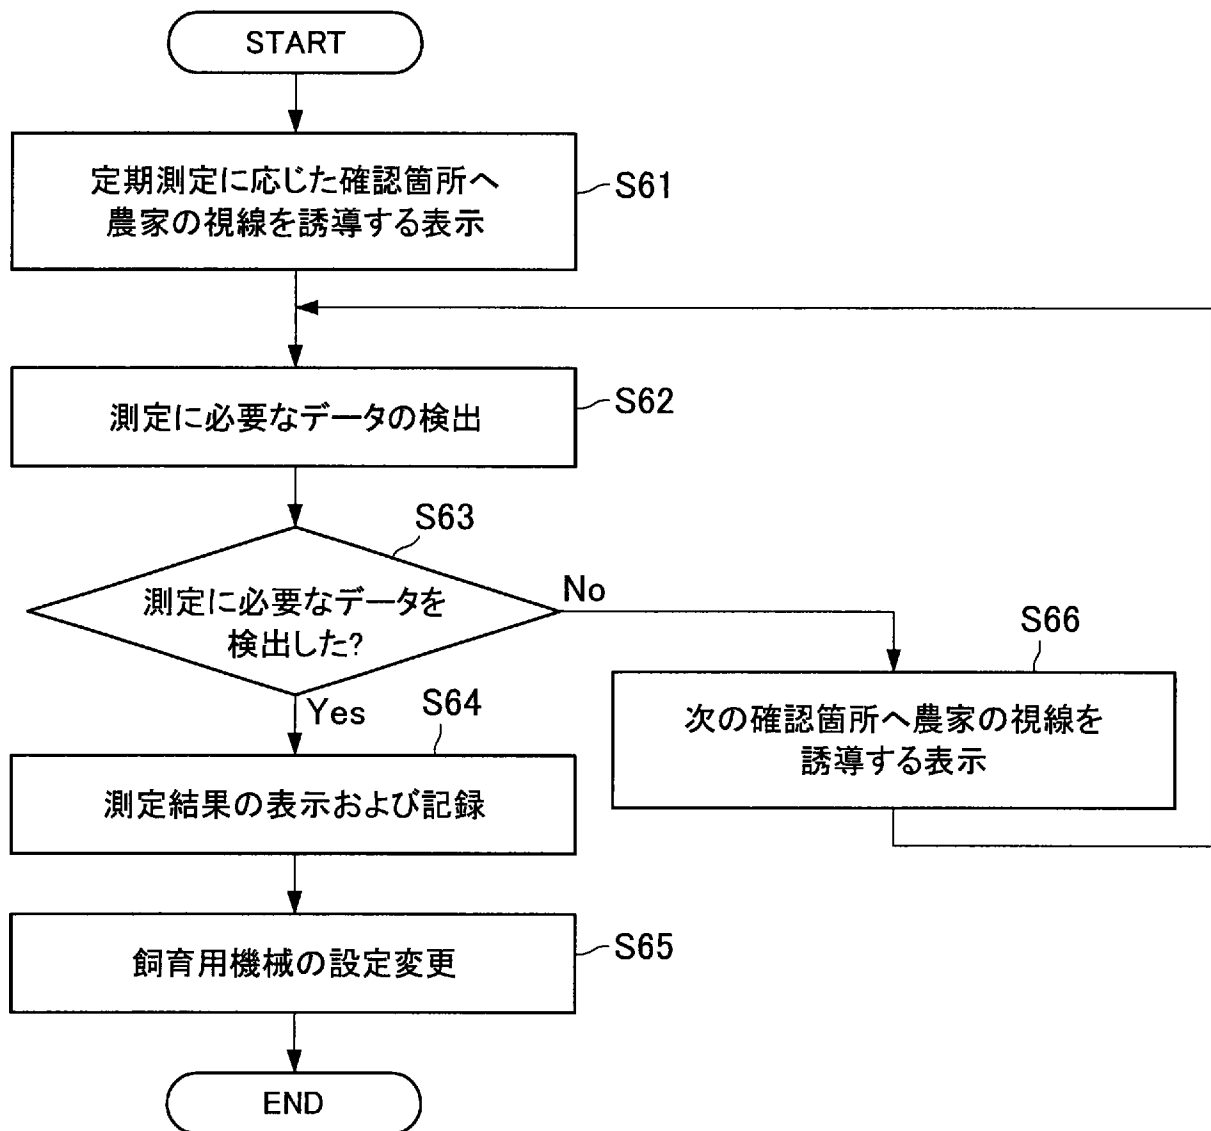 START
定期測定に応じた確認箇所へ
農家の視線を誘導する表示
S61
測定に必要なデータの検出
S62
S63
測定に必要なデータを
検出した?
No
Yes
S66
次の確認箇所へ農家の視線を
誘導する表示
S64
測定結果の表示および記録
飼育用機械の設定変更
S65
END